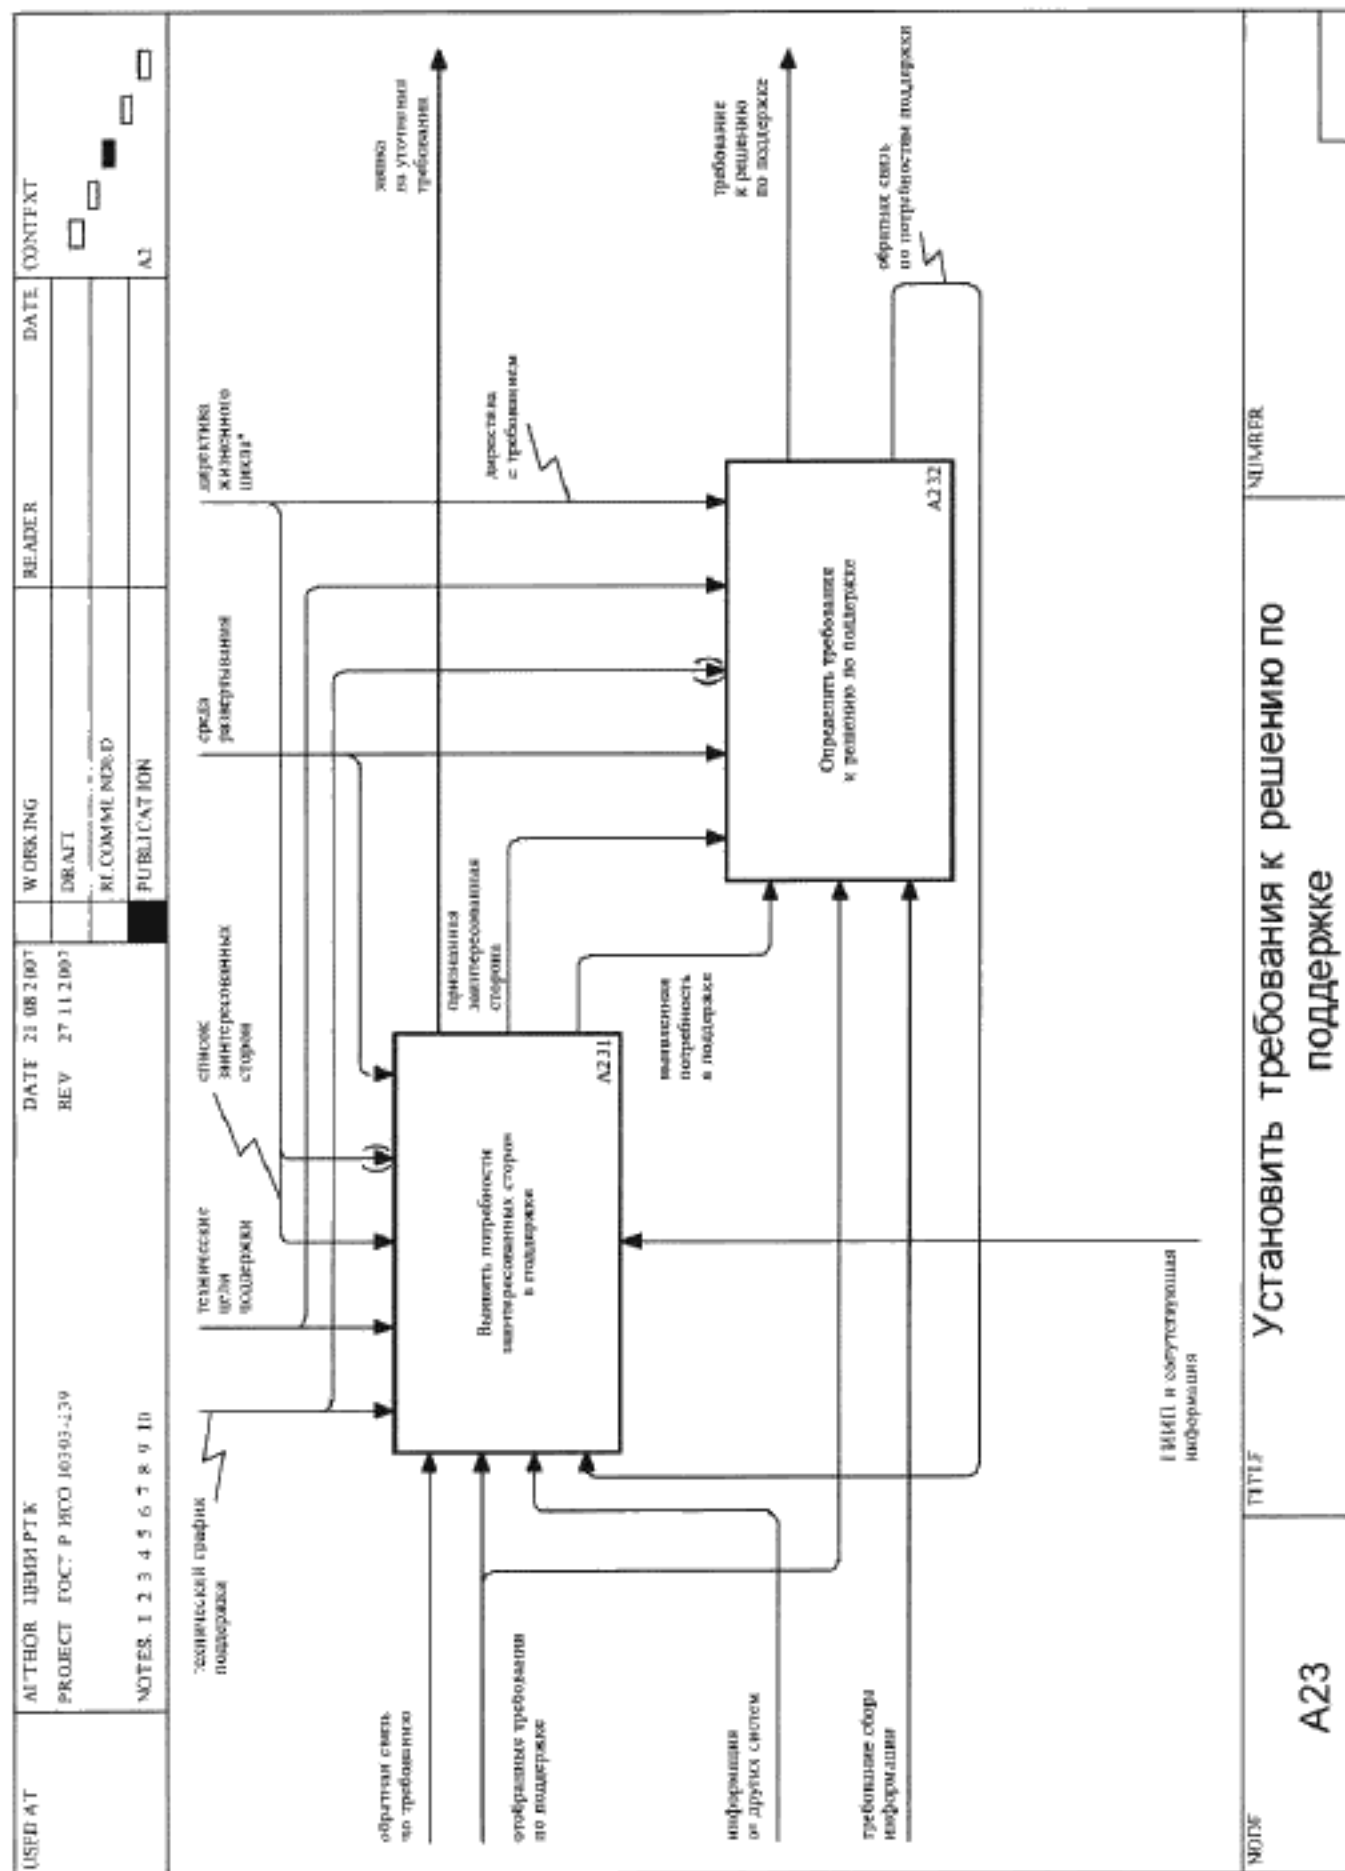 USED AT
AUTHOR ЦНИИ РТК
PROJECT ГОСТ Р ИСО 10303-239
NOTES. 1 2 3 4 5 6 7 8 9 10
DATE 21 08 2007
REV 27 11 2007
WORKING
DRAFT
RECOMMENDED
PUBLICATION
READER
DATE
CONTEXT
A2
технический график
поддержки
технические
цели
поддержки
список
заинтересованных
сторон
среда
развертывания
директива
жизненного
цикла*
заявка
на уточнения
требования
директива
с требованием
требование
к решению
по поддержке
обратная связь
по потребностям поддержки
признанная
заинтересованная
сторона
Выявить потребности
заинтересованных сторон
в поддержке
A231
выявленная
потребность
в поддержке
Определить требования
к решению по поддержке
A232
обратная связь
по требованию
отобранные требования
по поддержке
информация
от других систем
требование сбора
информации
и сопутствующая
информация
NODE
A23
TITLE
Установить требования к решению по
поддержке
NUMBER